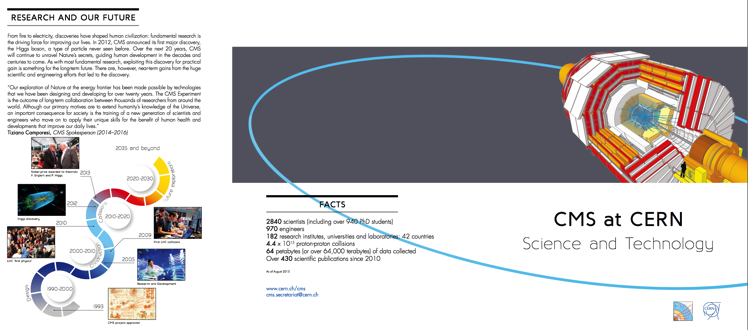 RESEARCH AND OUR FUTURE
From fire to electricity, discoveries have shaped human civilization: fundamental research is
the driving force for improving our lives. In 2012, CMS announced its first major discovery,
the Higgs boson, a type of particle never seen before. Over the next 20 years, CMS
will continue to unravel Nature's secrets, guiding human development in the decades and
centuries to come. As with most fundamental research, exploiting this discovery for practical
gain is something for the longterm future. There are, however, near-term gains from the huge
scientific and engineering efforts that led to the discovery.
"Our exploration of Nature at the energy frontier has been made possible by technologies
that we have been designing and developing for over twenty years. The CMS Experiment
is the outcome of long-term collaboration between thousands of researchers from around the
world. Although our primary motives are to extend humanity's knowledge of the Universe,
an important consequence for society is the training of a new generation of scientists and
engineers who move on to apply their unique skills for the benefit of human health and
developments that improve our daily lives."
Tiziano Camporesi, CMS Spokesperson (2014–2016)
2035 and beyond
2013
Nobel prize awarded to theorists
F. Englert and P. Higgs
2020-2030
2012
Higgs discovery
2010-2020
2010
LHC 'first physics'
2009
First LHC collisions
2000-2010
2005
Research and Development
1990-2000
Design
1993
CMS project approved
FACTS
2840 scientists (including over 940 PhD students)
970 engineers
182 research institutes, universities and laboratories: 42 countries
4.4 x 10¹⁵ proton-proton collisions
64 petabytes (or over 64,000 terabytes) of data collected
Over 430 scientific publications since 2010
As of August 2015
www.cern.ch/cms
cms.secretariat@cern.ch
CMS at CERN
Science and Technology
CERN